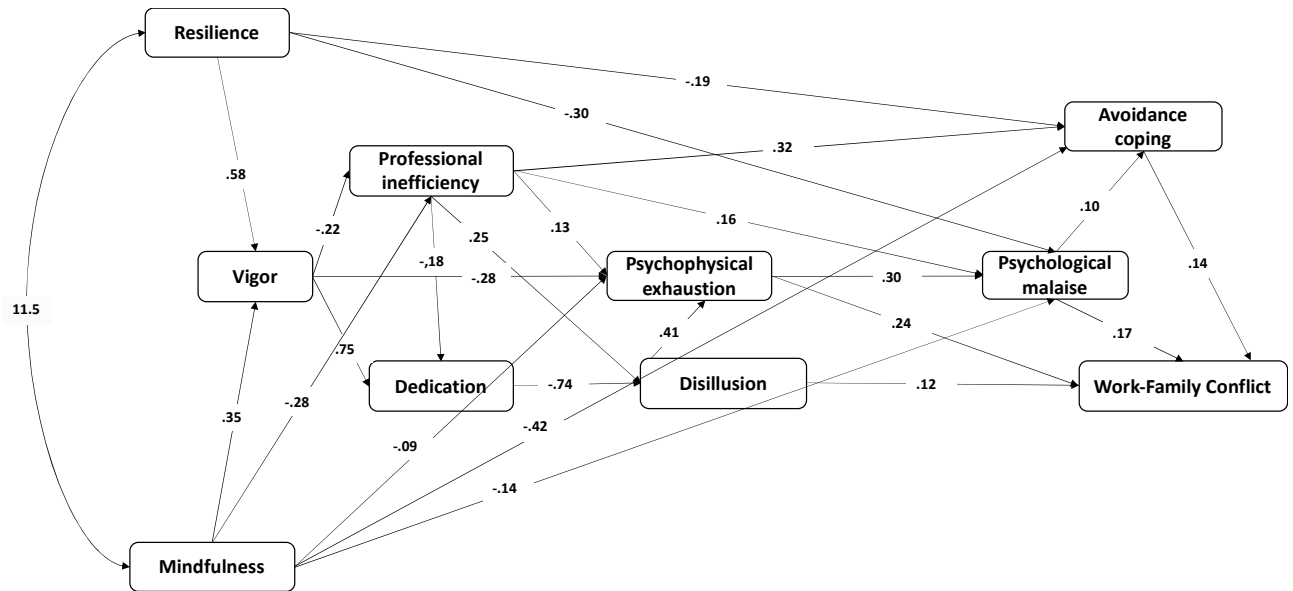 Resilience
-.19
-.30
Avoidance
coping
.32
Professional
inefficiency
.58
.10
-.22
.13
.16
.25
-,18
Vigor
-.28
Psychophysical
exhaustion
.30
Psychological
malaise
.14
11.5
.41
.24
.17
.75
Dedication
-.74
Disillusion
.12
Work-Family Conflict
.35
-.28
-.09
-.42
-.14
Mindfulness